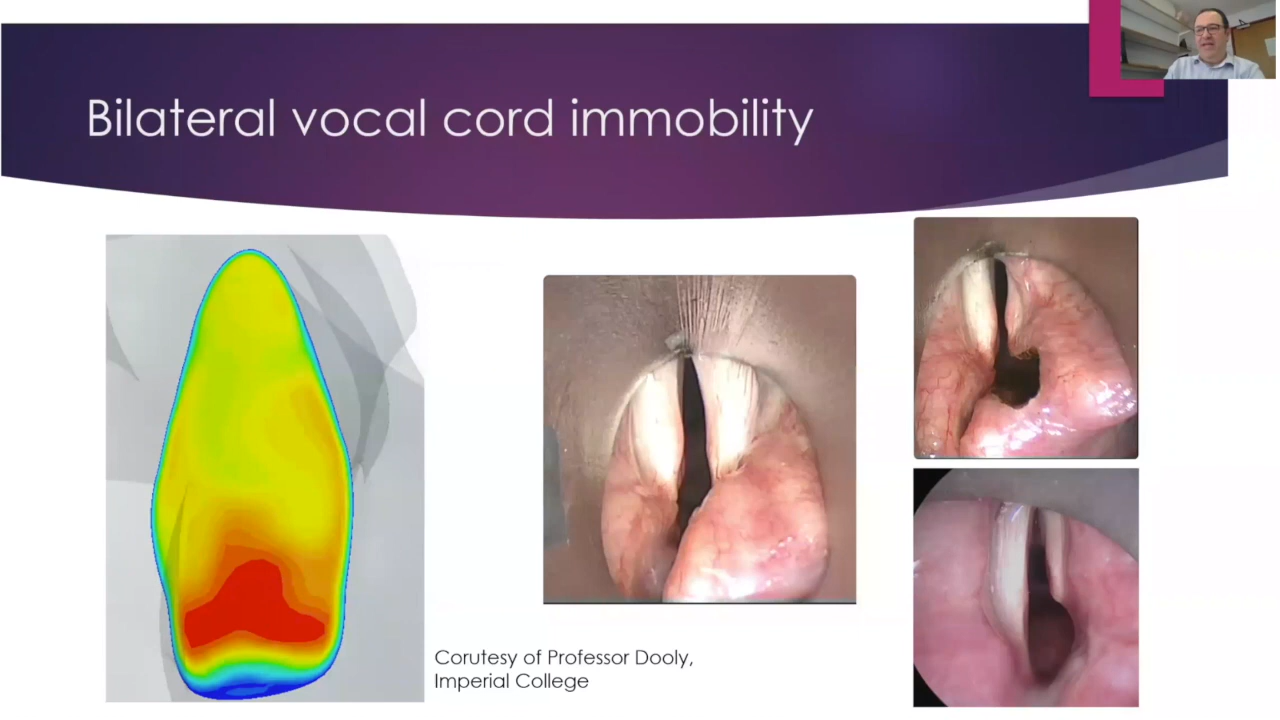 Bilateral vocal cord immobility
Corutesy of Professor Dooly,
Imperial College